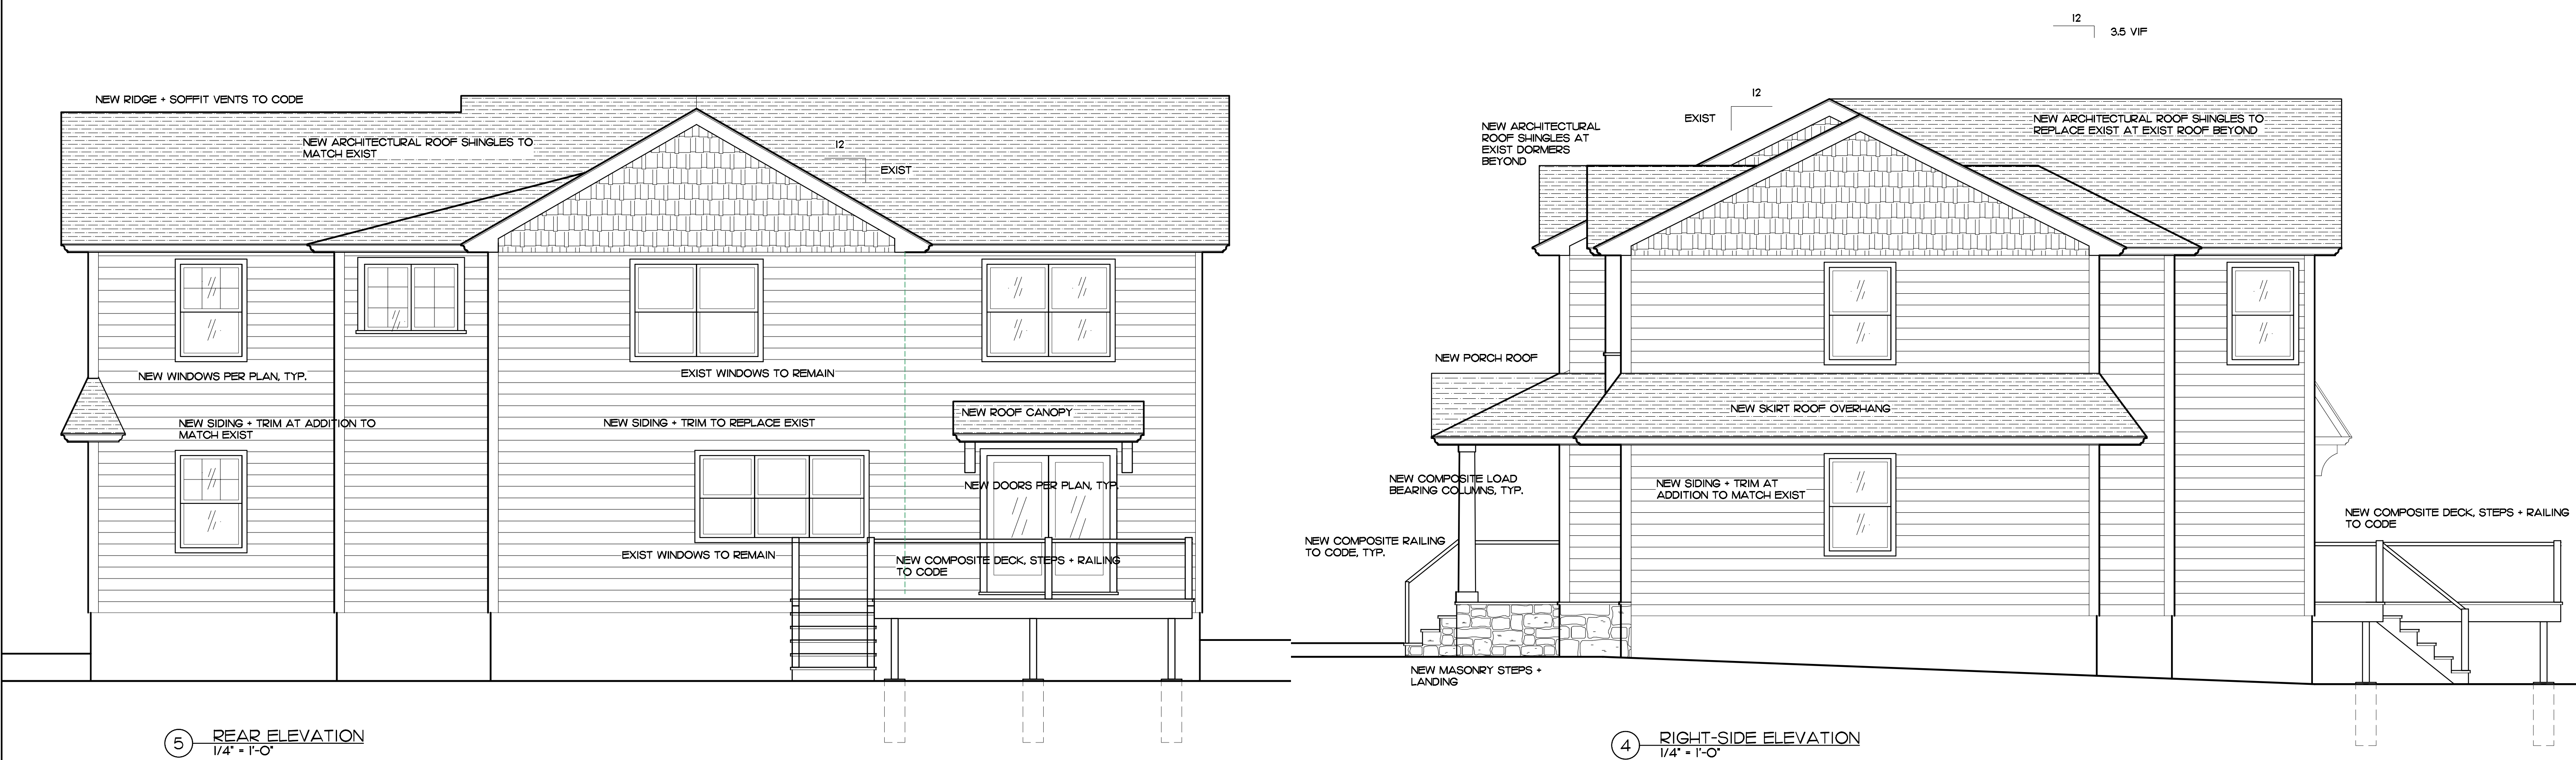 NEW RIDGE + SOFFIT VENTS TO CODE
NEW ARCHITECTURAL ROOF SHINGLES TO
MATCH EXIST
12
EXIST
NEW WINDOWS PER PLAN, TYP.
EXIST WINDOWS TO REMAIN
NEW SIDING + TRIM AT ADDITION TO
MATCH EXIST
NEW SIDING + TRIM TO REPLACE EXIST
NEW ROOF CANOPY
NEW DOORS PER PLAN, TYP.
EXIST WINDOWS TO REMAIN
NEW COMPOSITE DECK, STEPS + RAILING
TO CODE
5
REAR ELEVATION
1/4" = 1'-0"
12
3.5 VIF
12
EXIST
NEW ARCHITECTURAL
ROOF SHINGLES AT
EXIST DORMERS
BEYOND
NEW ARCHITECTURAL ROOF SHINGLES TO
REPLACE EXIST AT EXIST ROOF BEYOND
NEW PORCH ROOF
NEW SKIRT ROOF OVERHANG
NEW COMPOSITE LOAD
BEARING COLUMNS, TYP.
NEW SIDING + TRIM AT
ADDITION TO MATCH EXIST
NEW COMPOSITE RAILING
TO CODE, TYP.
NEW COMPOSITE DECK, STEPS + RAILING
TO CODE
NEW MASONRY STEPS +
LANDING
4
RIGHT-SIDE ELEVATION
1/4" = 1'-0"